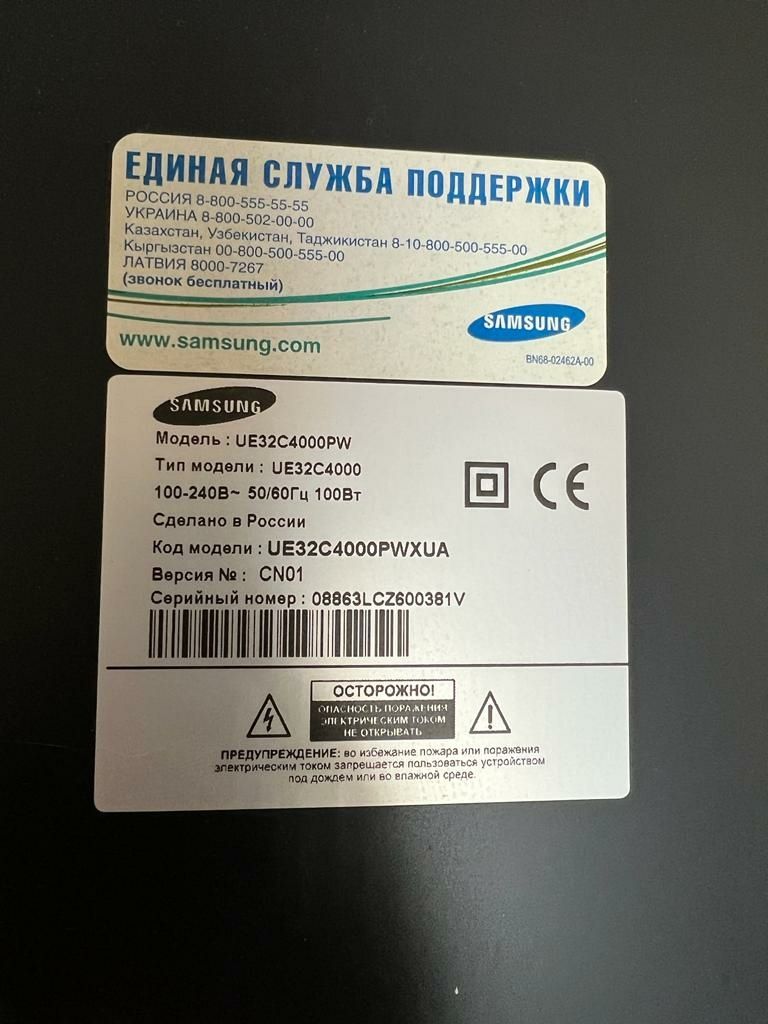 ЕДИНАЯ СЛУЖБА ПОДДЕРЖКИ
РОССИЯ 8-800-555-55-55
УКРАИНА 8-800-502-00-00
Казахстан, Узбекистан, Таджикистан 8-10-800-500-555-00
Кыргызстан 00-800-500-555-00
ЛАТВИЯ 8000-7267
(звонок бесплатный)
SAMSUNG
www.samsung.com
BN68-02462A-00
SAMSUNG
Модель : UE32C4000PW
Тип модели : UE32C4000
100-240В~ 50/60Гц 100Вт
Сделано в России
Код модели : UE32C4000PWXUA
Версия № : CN01
Серийный номер : 08863LCZ600381V
CE
ОСТОРОЖНО!
ОПАСНОСТЬ ПОРАЖЕНИЯ
ЭЛЕКТРИЧЕСКИМ ТОКОМ
НЕ ОТКРЫВАТЬ
ПРЕДУПРЕЖДЕНИЕ: во избежание пожара или поражения
электрическим током запрещается пользоваться устройством
под дождем или во влажной среде.